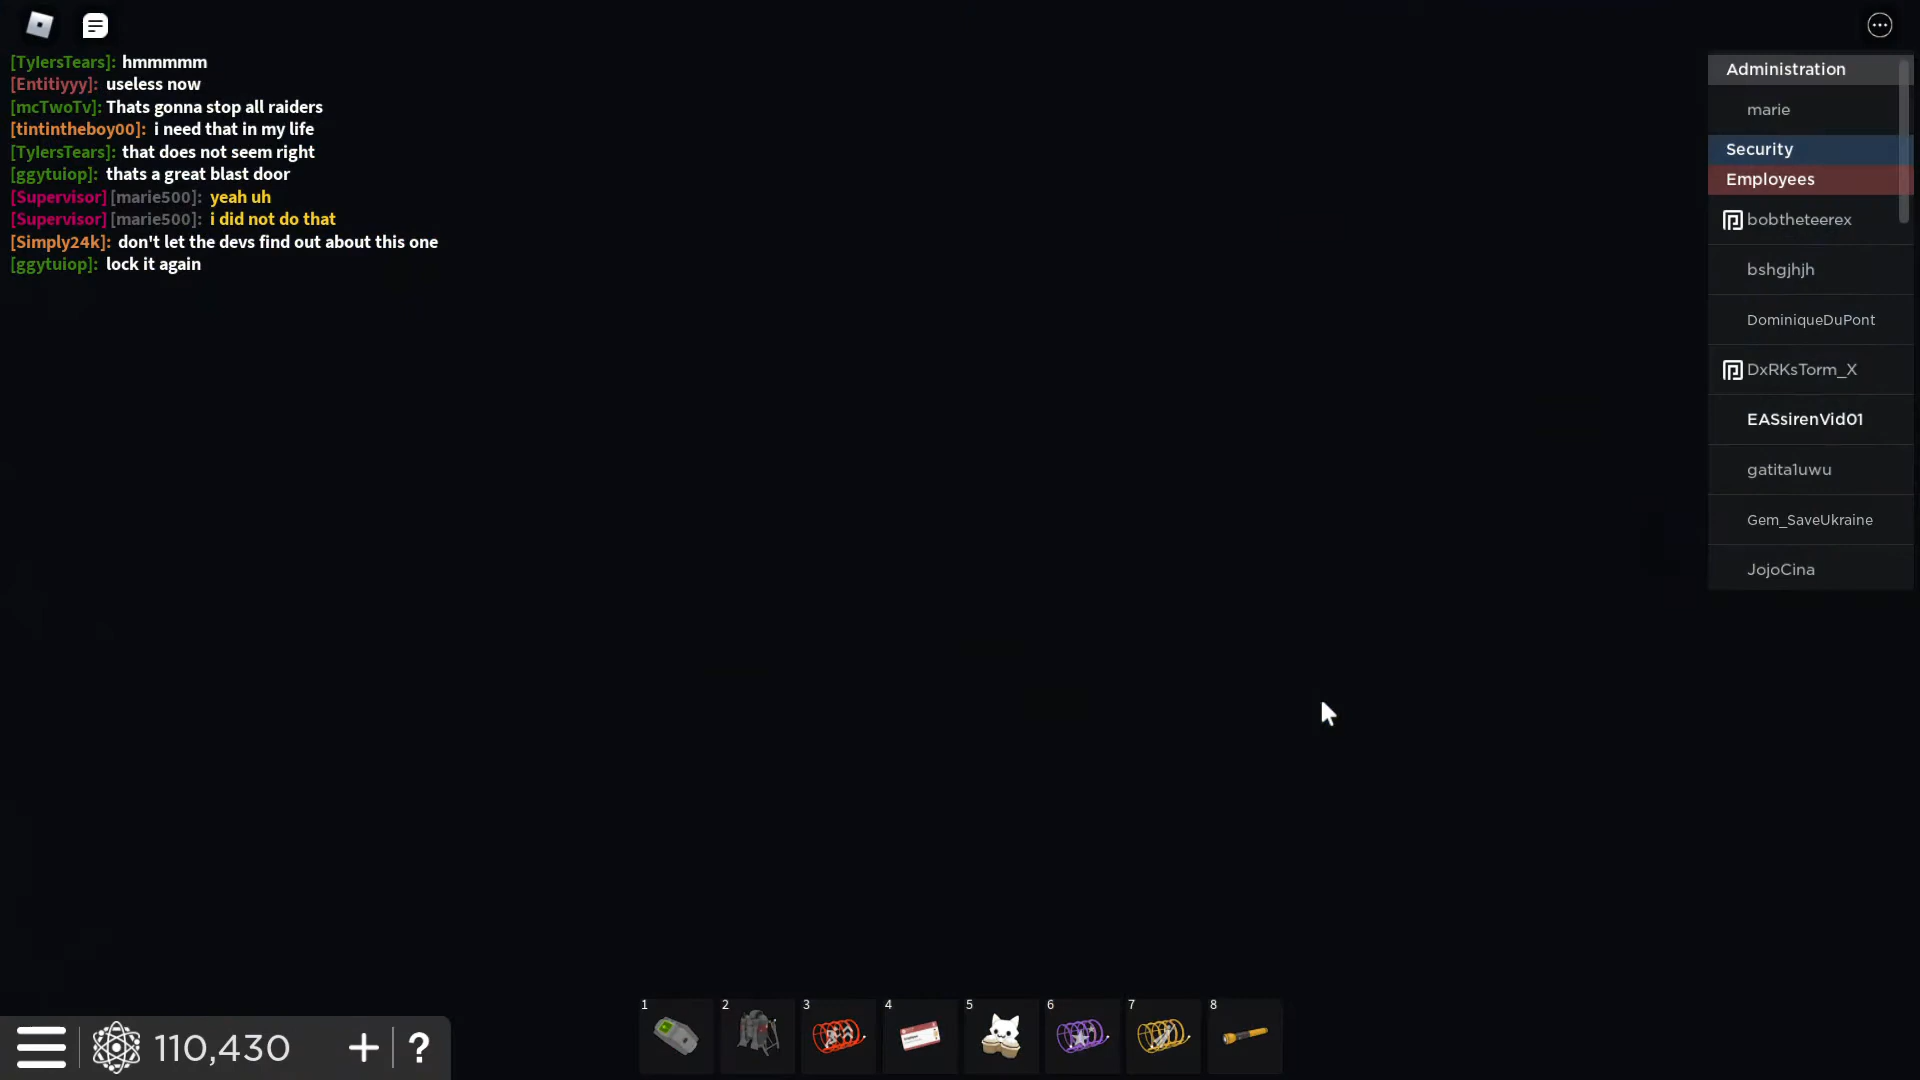 [TylersTears]: hmmmmm
[Entitiyyy]: useless now
[mcTwoTv]: Thats gonna stop all raiders
[tintintheboy00]: i need that in my life
[TylersTears]: that does not seem right
[ggytuiop]: thats a great blast door
[Supervisor] [marie500]: yeah uh
[Supervisor] [marie500]: i did not do that
[Simply24k]: don't let the devs find out about this one
[ggytuiop]: lock it again
Administration
marie
Security
Employees
bobtheteerex
bshgjhjh
DominiqueDuPont
DxRKsTorm_X
EASsirenVid01
gatita1uwu
Gem_SaveUkraine
JojoCina
110,430 + ?
1 2 3 4 5 6 7 8